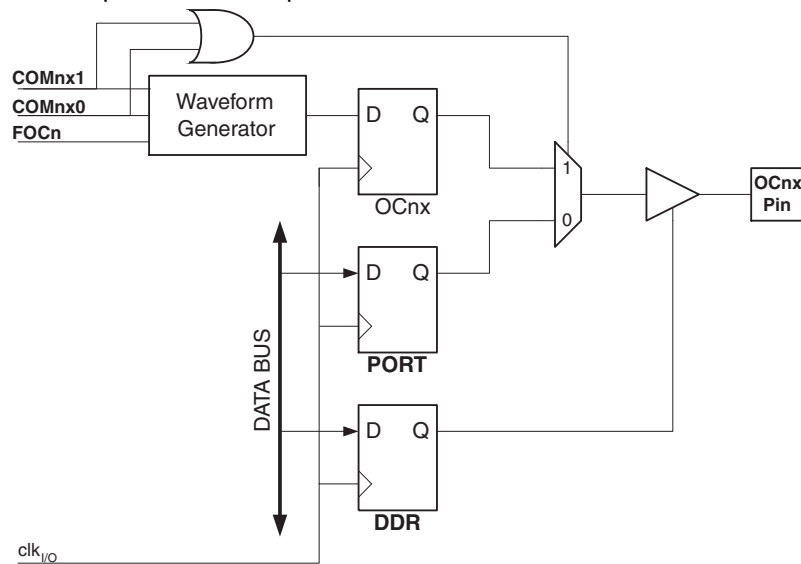 COMnx1
COMnx0
FOCn
Waveform
Generator
D Q
OCnx
1
0
OCnx
Pin
D Q
PORT
DATA BUS
D Q
DDR
clkI/O